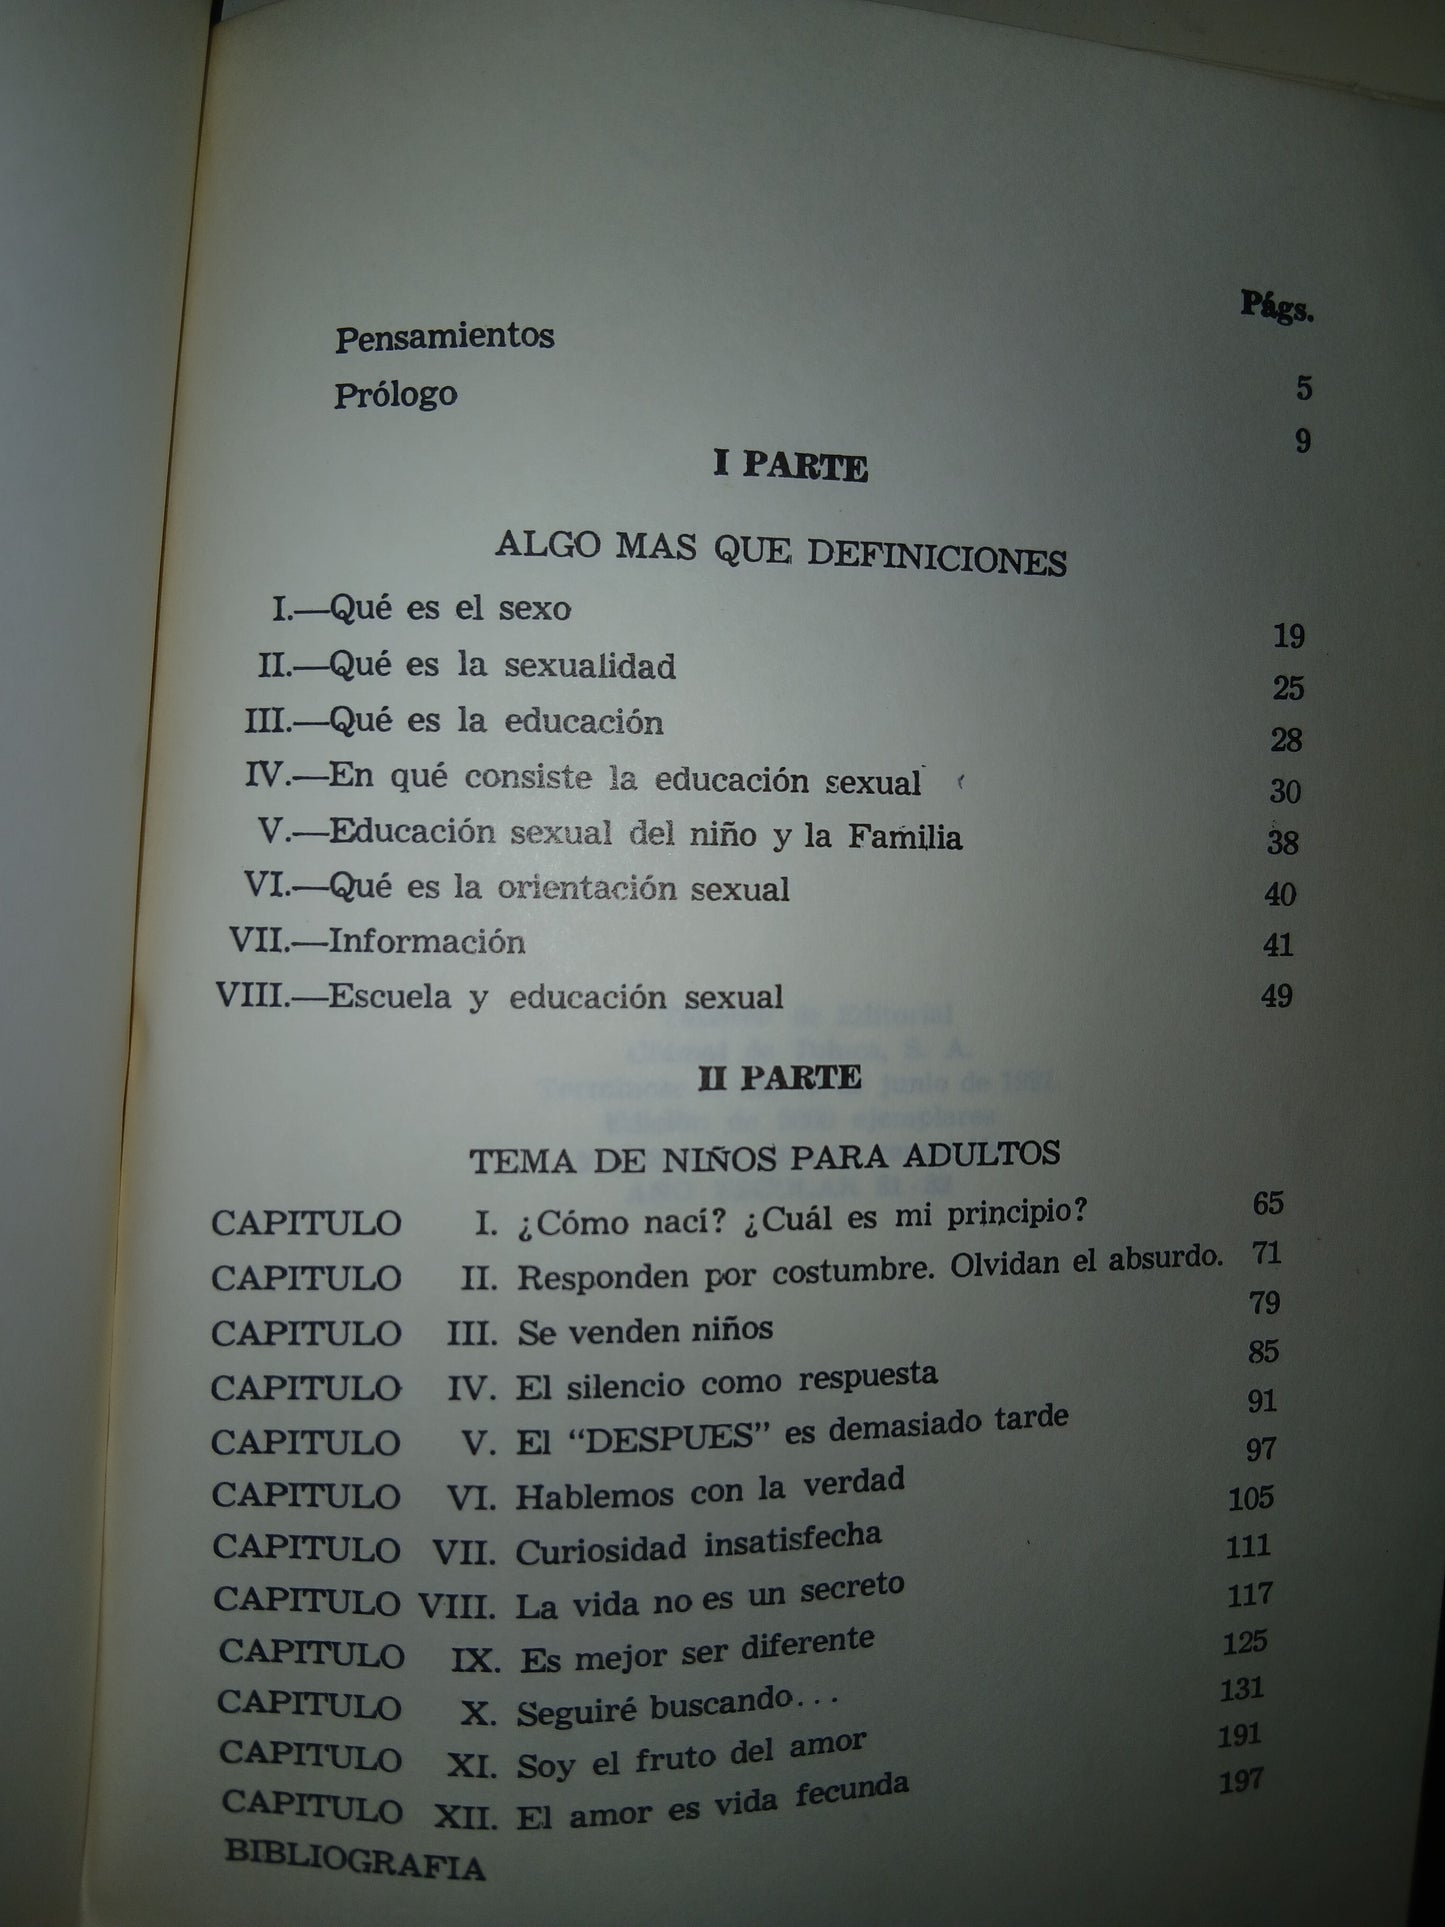 Págs.
Pensamientos 5
Prólogo 9
I PARTE
ALGO MAS QUE DEFINICIONES
I.—Qué es el sexo 19
II.—Qué es la sexualidad 25
III.—Qué es la educación 28
IV.—En qué consiste la educación sexual 30
V.—Educación sexual del niño y la Familia 38
VI.—Qué es la orientación sexual 40
VII.—Información 41
VIII.—Escuela y educación sexual 49
II PARTE
TEMA DE NIÑOS PARA ADULTOS
CAPITULO I. ¿Cómo nací? ¿Cuál es mi principio? 65
CAPITULO II. Responden por costumbre. Olvidan el absurdo. 71
CAPITULO III. Se venden niños 79
CAPITULO IV. El silencio como respuesta 85
CAPITULO V. El “DESPUES” es demasiado tarde 91
CAPITULO VI. Hablemos con la verdad 97
CAPITULO VII. Curiosidad insatisfecha 105
CAPITULO VIII. La vida no es un secreto 111
CAPITULO IX. Es mejor ser diferente 117
CAPITULO X. Seguiré buscando... 125
CAPITULO XI. Soy el fruto del amor 131
CAPITULO XII. El amor es vida fecunda 191
BIBLIOGRAFIA 197